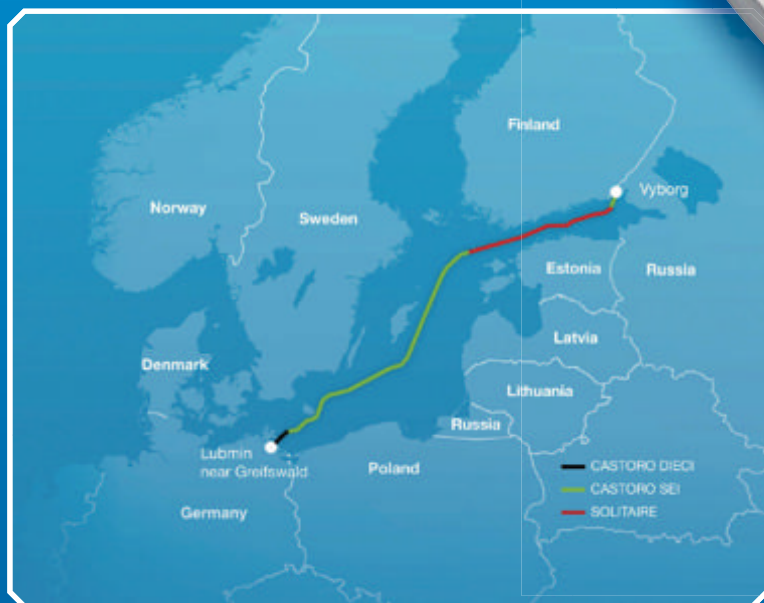 Finland
Vyborg
Norway
Sweden
Estonia
Russia
Latvia
Denmark
Lithuania
Russia
Lubmin
near Greifswald
Poland
Germany
CASTORO DIECI
CASTORO SEI
SOLITAIRE